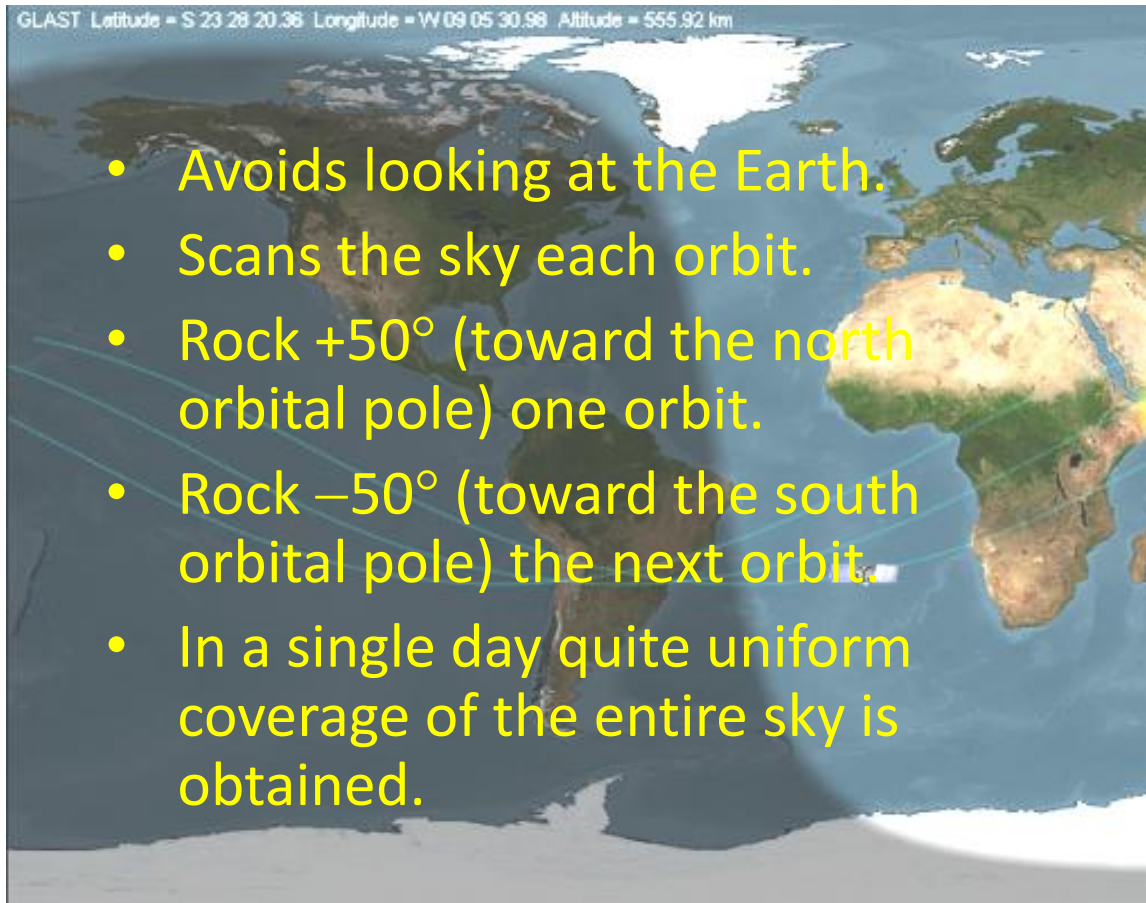 GLAST Latitude = S 23 28 20.36 Longitude = W 09 05 30.98 Altitude = 555.92 km
• Avoids looking at the Earth.
• Scans the sky each orbit.
• Rock +50° (toward the north
orbital pole) one orbit.
• Rock −50° (toward the south
orbital pole) the next orbit.
• In a single day quite uniform
coverage of the entire sky is
obtained.